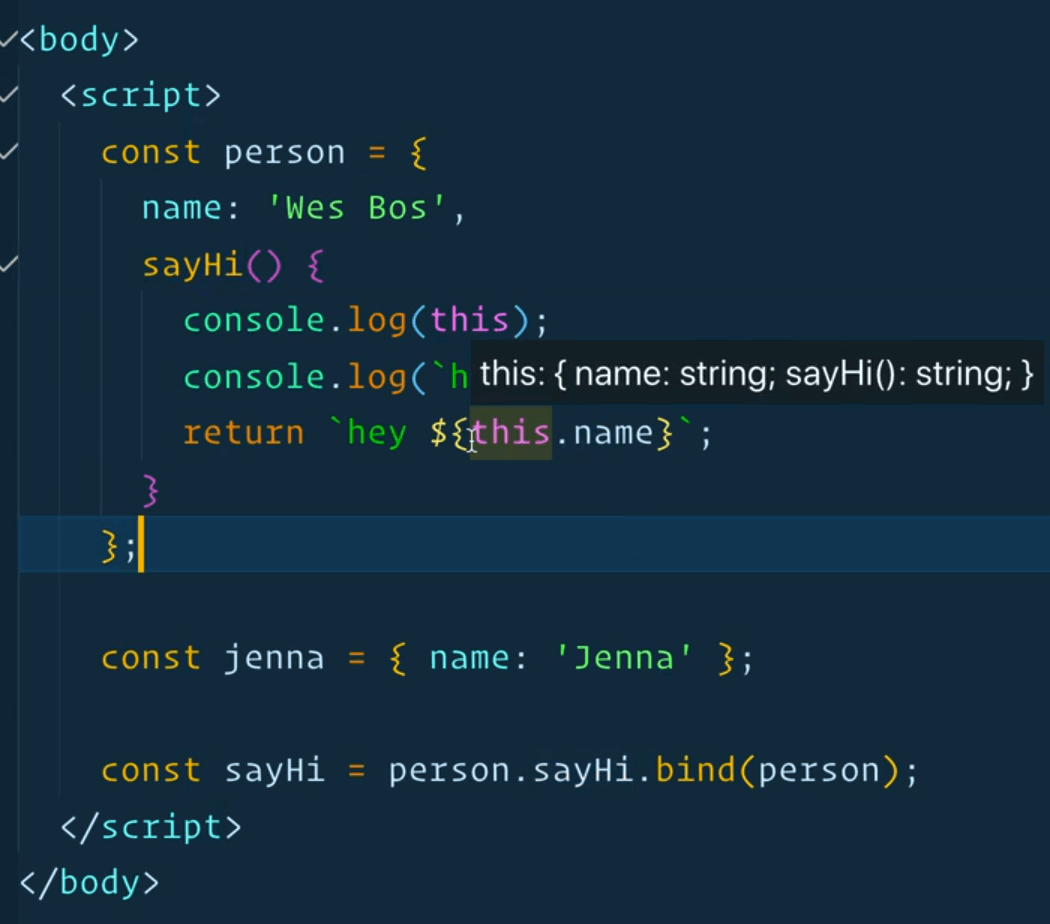 <body>
<script>
const person = {
name: 'Wes Bos',
sayHi() {
console.log(this);
console.log(`h
this: { name: string; sayHi(): string; }
return `hey ${this.name}`;
}
};
const jenna = { name: 'Jenna' };
const sayHi = person.sayHi.bind(person);
</script>
</body>